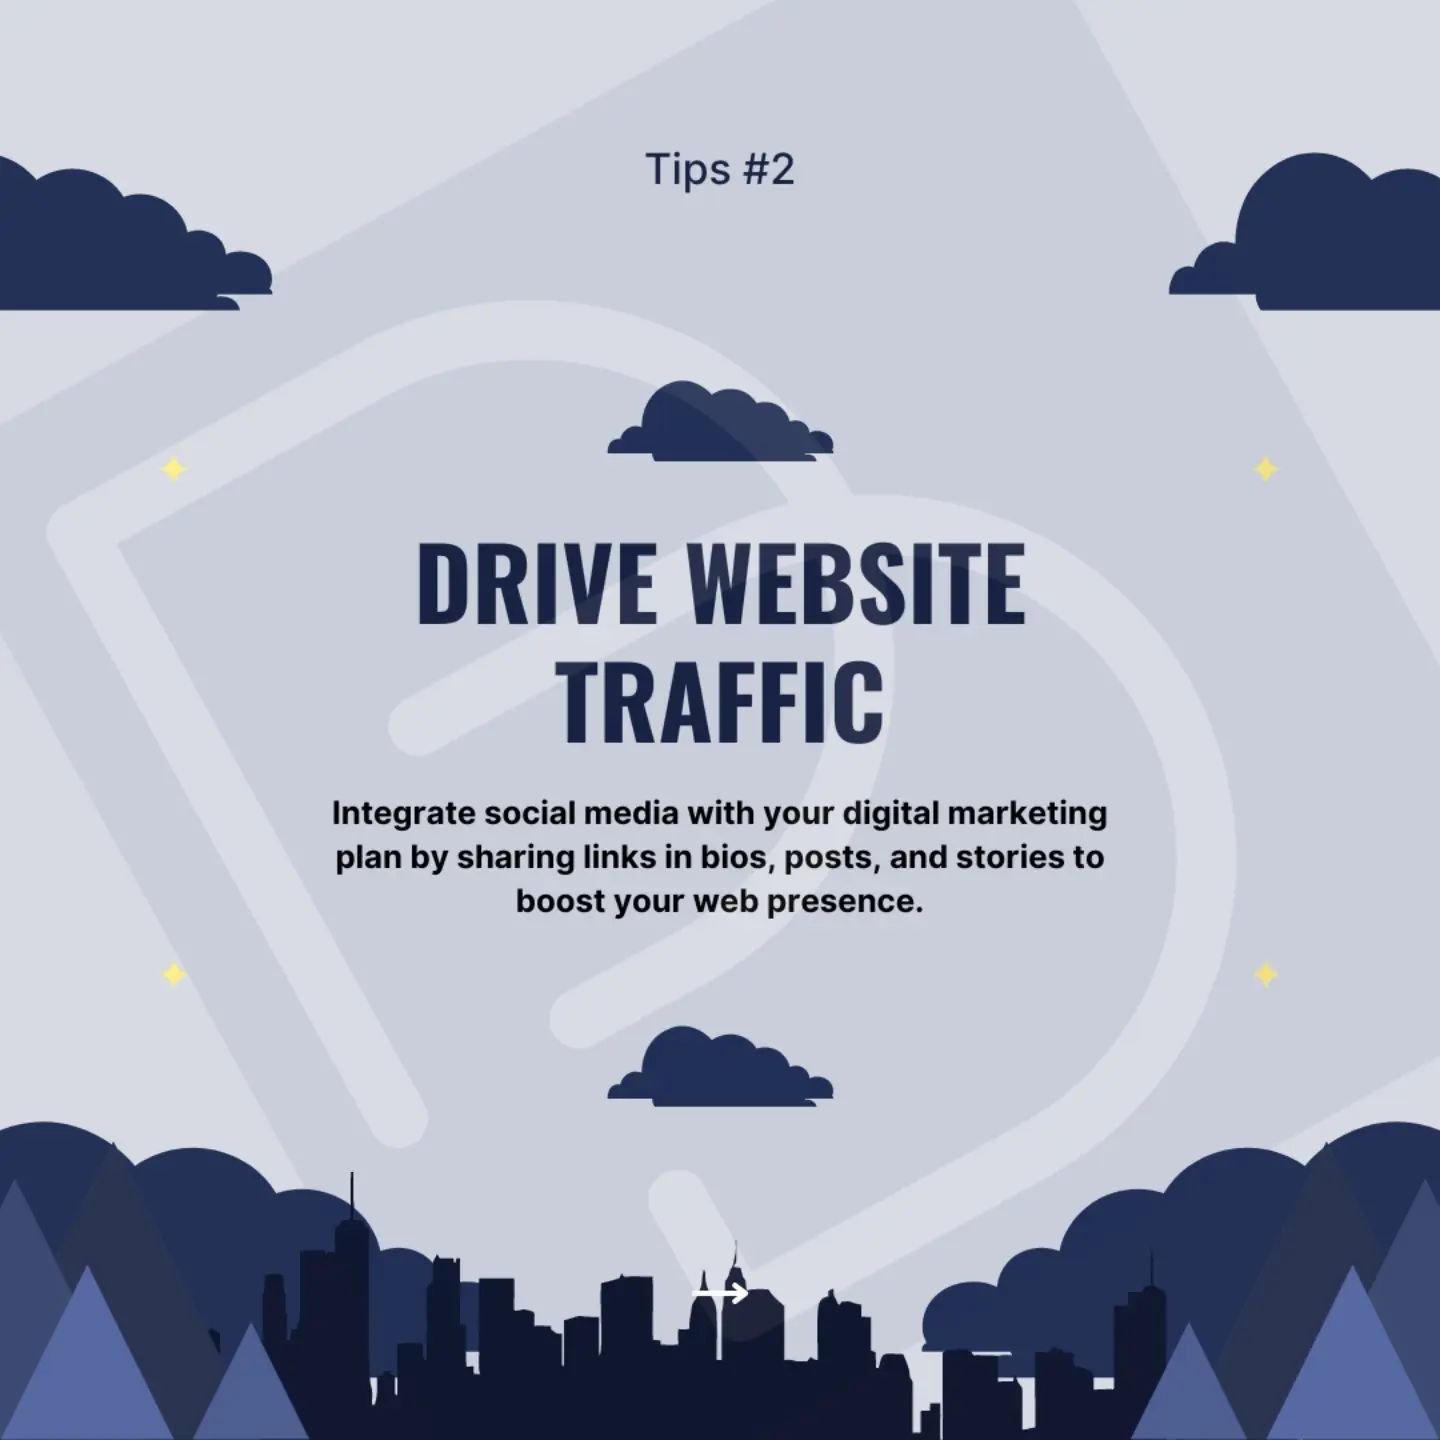 Tips #2
DRIVE WEBSITE
TRAFFIC
Integrate social media with your digital marketing
plan by sharing links in bios, posts, and stories to
boost your web presence.